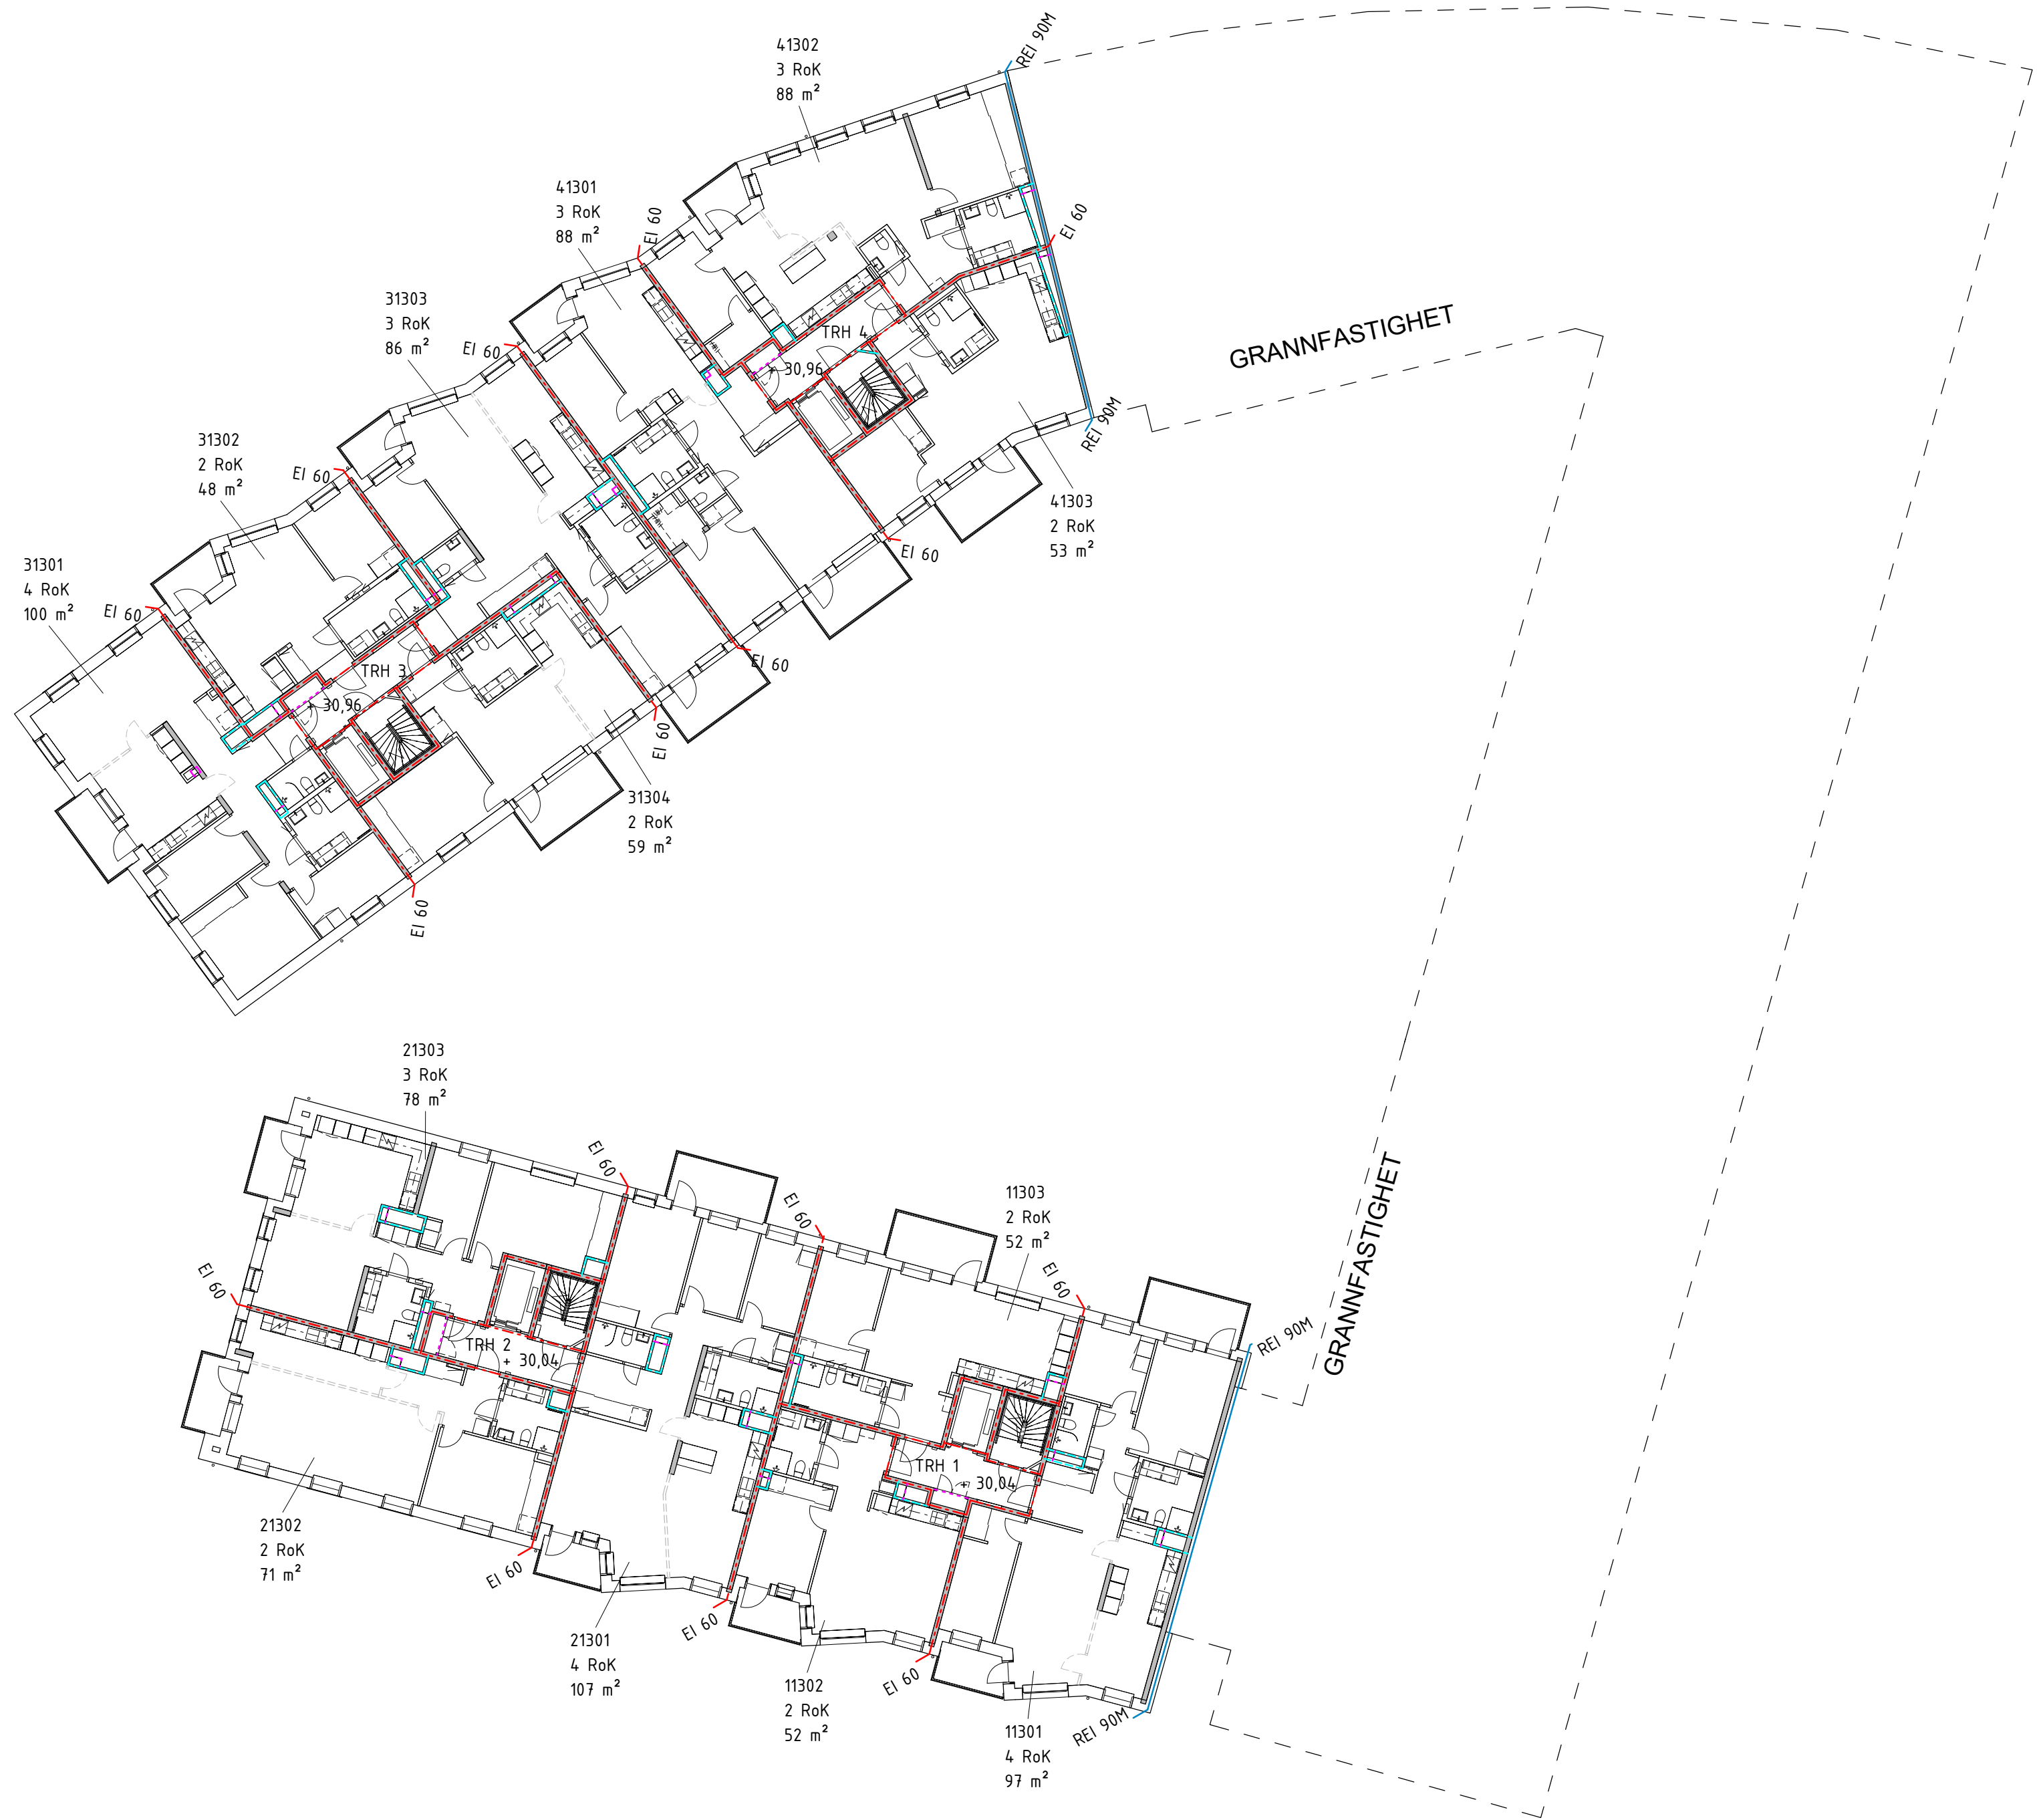 REI 90M
41302
3 RoK
88 m²
41301
3 RoK
88 m²
EI 60
EI 60
31303
3 RoK
86 m²
EI 60
TRH 4
30,96
GRANNFASTIGHET
REI 90M
31302
2 RoK
48 m²
EI 60
41303
2 RoK
53 m²
EI 60
31301
4 RoK
100 m²
EI 60
TRH 3
30,96
EI 60
EI 60
31304
2 RoK
59 m²
EI 60
21303
3 RoK
78 m²
EI 60
EI 60
11303
2 RoK
52 m²
EI 60
EI 60
GRANNFASTIGHET
REI 90M
TRH 2
+ 30,04
TRH 1
+ 30,04
21302
2 RoK
71 m²
EI 60
21301
4 RoK
107 m²
EI 60
11302
2 RoK
52 m²
EI 60
11301
4 RoK
97 m²
REI 90M